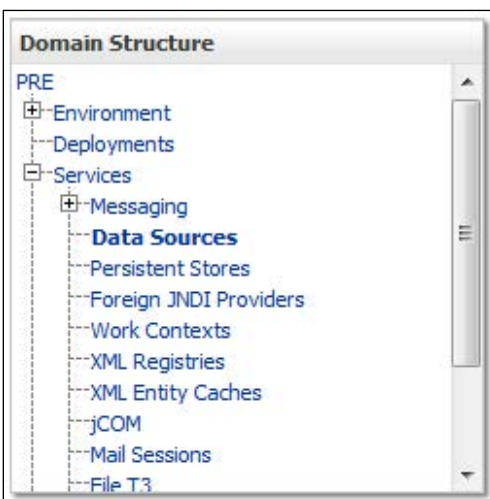 Domain Structure
PRE
Environment
Deployments
Services
Messaging
Data Sources
Persistent Stores
Foreign JNDI Providers
Work Contexts
XML Registries
XML Entity Caches
jCOM
Mail Sessions
File T3